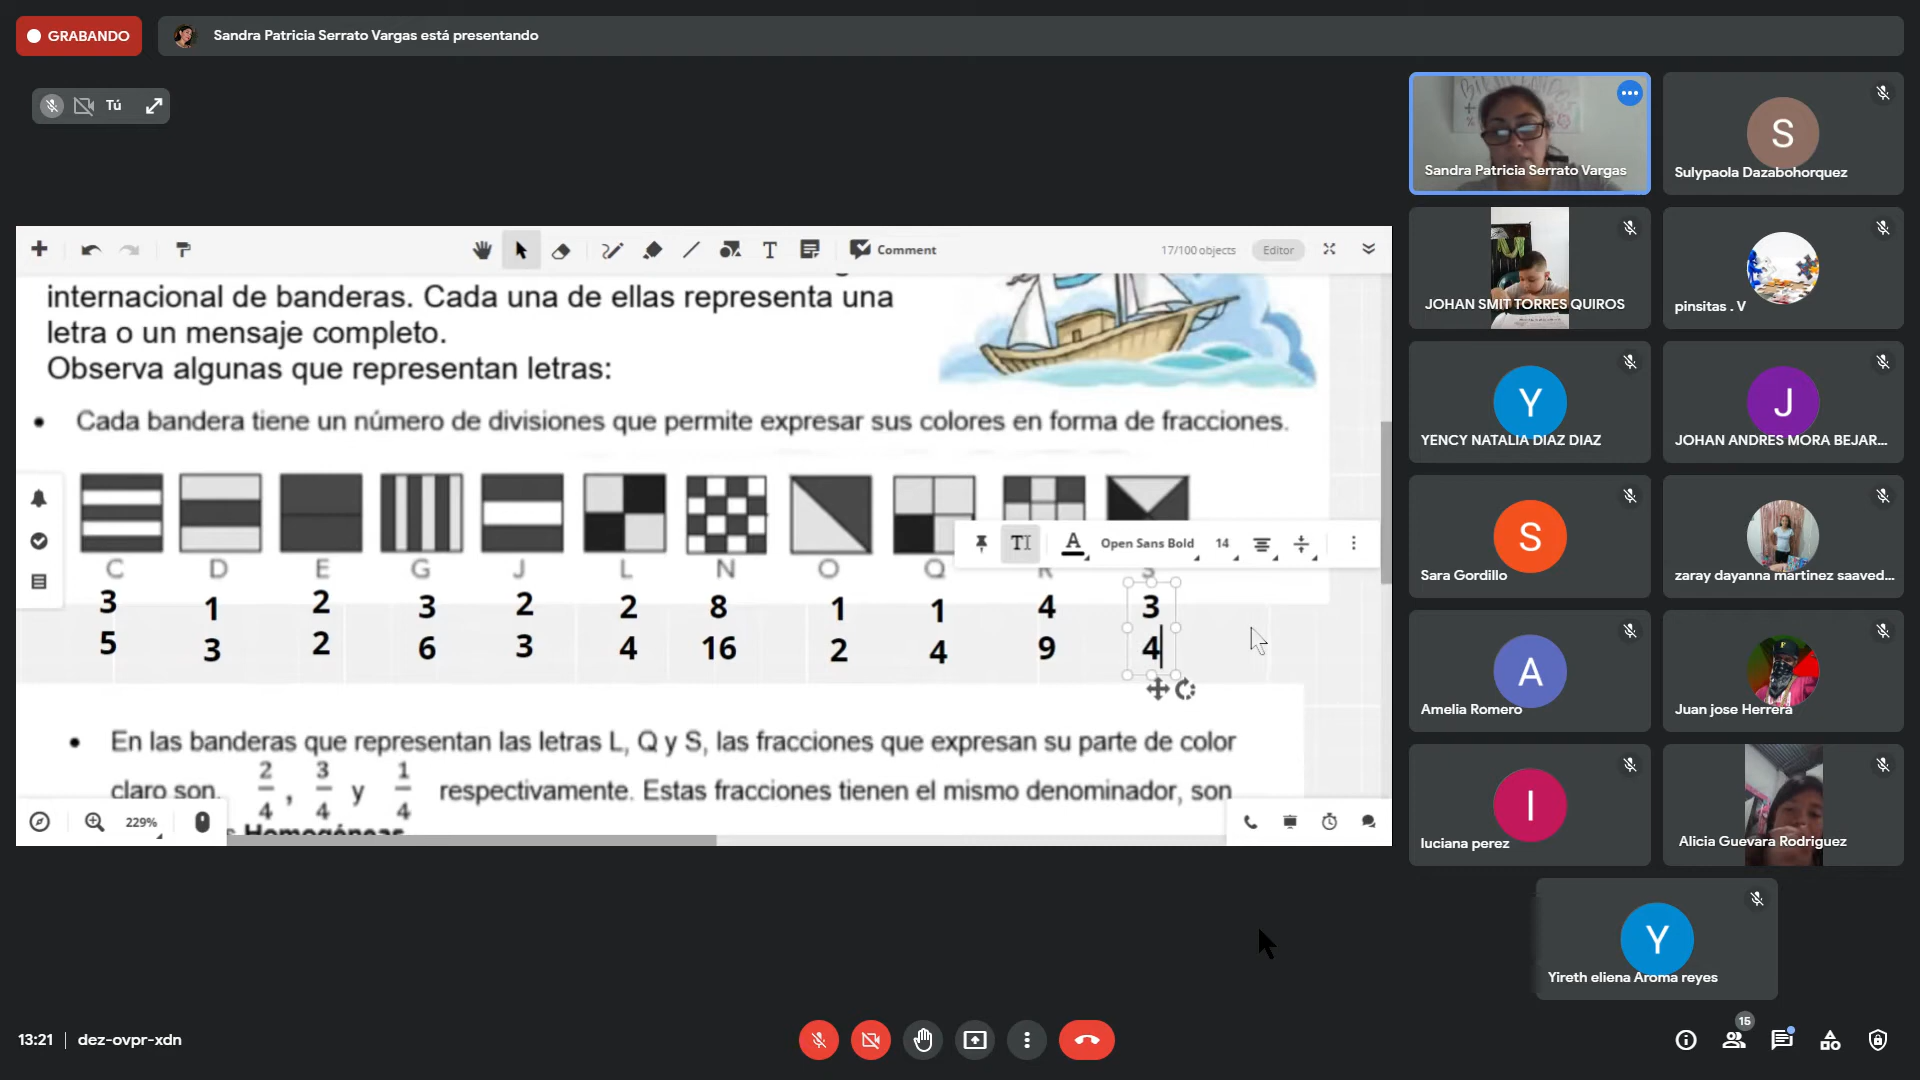 GRABANDO
Sandra Patricia Serrato Vargas está presentando
Tú
Comment
17/100 objects
Editor
internacional de banderas. Cada una de ellas representa una
letra o un mensaje completo.
Observa algunas que representan letras:
• Cada bandera tiene un número de divisiones que permite expresar sus colores en forma de fracciones.
Open Sans Bold
14
C D E G J L N O Q R S
3 1 2 3 2 2 8 1 1 4 3
5 3 2 6 3 4 16 2 4 9 4
• En las banderas que representan las letras L, Q y S, las fracciones que expresan su parte de color
claro son, 2/4 , 3/4 y 1/4 respectivamente. Estas fracciones tienen el mismo denominador, son
Homogéneas
229%
Sandra Patricia Serrato Vargas
S
Sulypaola Dazabohorquez
JOHAN SMIT TORRES QUIROS
pinsitas . V
Y
YENCY NATALIA DIAZ DIAZ
J
JOHAN ANDRES MORA BEJAR...
S
Sara Gordillo
zaray dayanna martinez saaved...
A
Amelia Romero
Juan jose Herrera
I
luciana perez
Alicia Guevara Rodriguez
Y
Yireth eliena Aroma reyes
13:21 | dez-ovpr-xdn
15